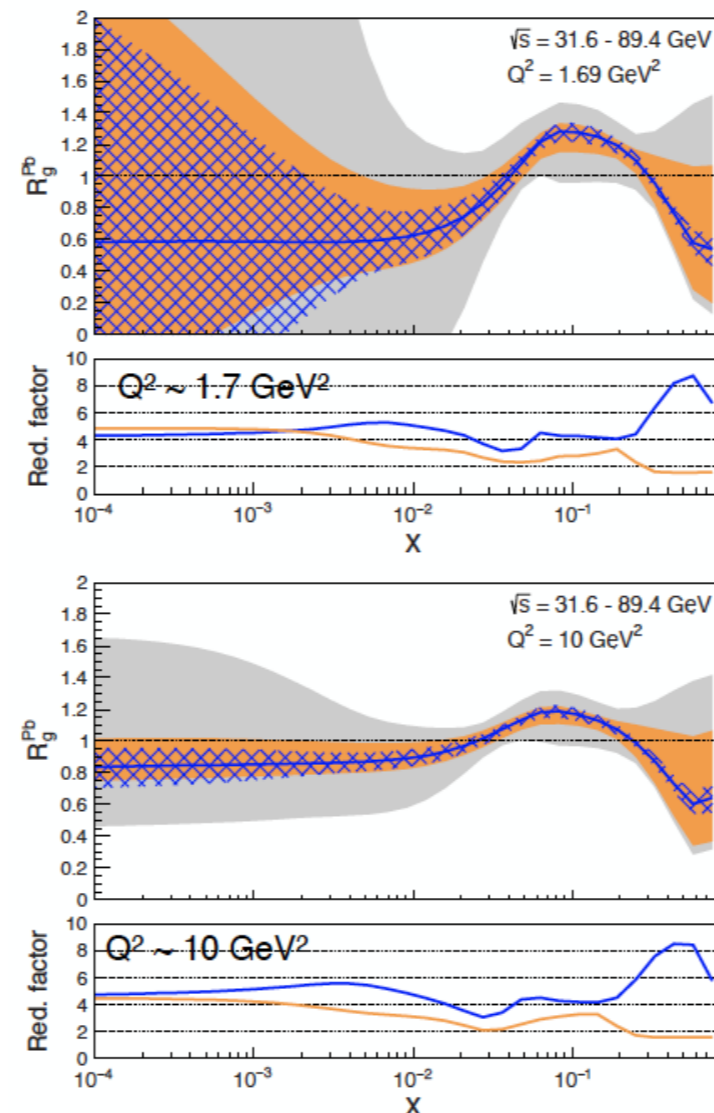 √s = 31.6 - 89.4 GeV
Q² = 1.69 GeV²
R_g^Pb
2
1.8
1.6
1.4
1.2
1
0.8
0.6
0.4
0.2
0
Q² ~ 1.7 GeV²
Red. factor
10
8
6
4
2
0
10⁻⁴ 10⁻³ 10⁻² 10⁻¹
X
√s = 31.6 - 89.4 GeV
Q² = 10 GeV²
R_g^Pb
2
1.8
1.6
1.4
1.2
1
0.8
0.6
0.4
0.2
0
Q² ~ 10 GeV²
Red. factor
10
8
6
4
2
0
10⁻⁴ 10⁻³ 10⁻² 10⁻¹
X